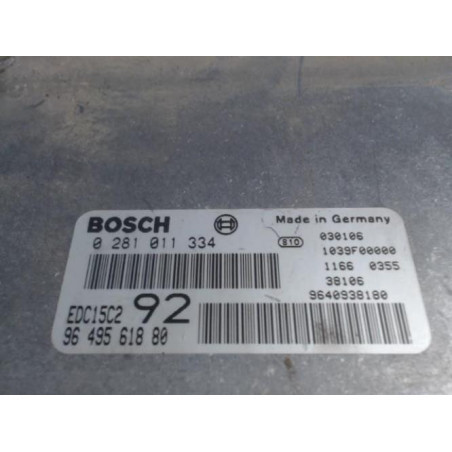 BOSCH Made in Germany
0 281 011 334 810 030106
1039F00000
1166 0355
38106
EDC15C2 92 9640938180
96 495 618 80